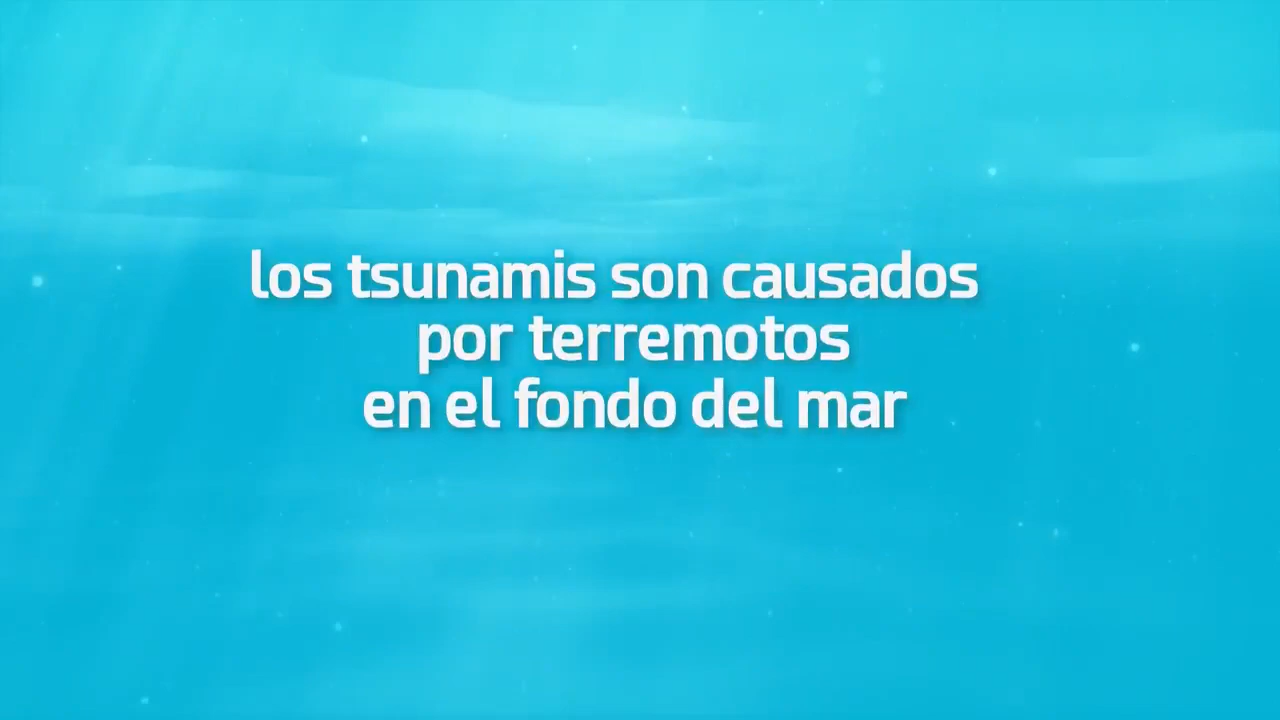 los tsunamis son causados
por terremotos
en el fondo del mar